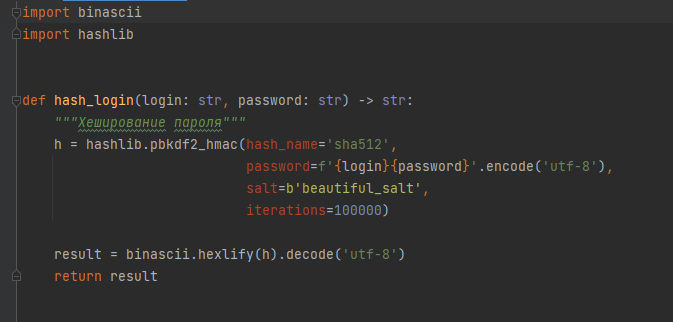 import binascii
import hashlib
def hash_login(login: str, password: str) -> str:
"""Хеширование пароля"""
h = hashlib.pbkdf2_hmac(hash_name='sha512',
password=f'{login}{password}'.encode('utf-8'),
salt=b'beautiful_salt',
iterations=100000)
result = binascii.hexlify(h).decode('utf-8')
return result